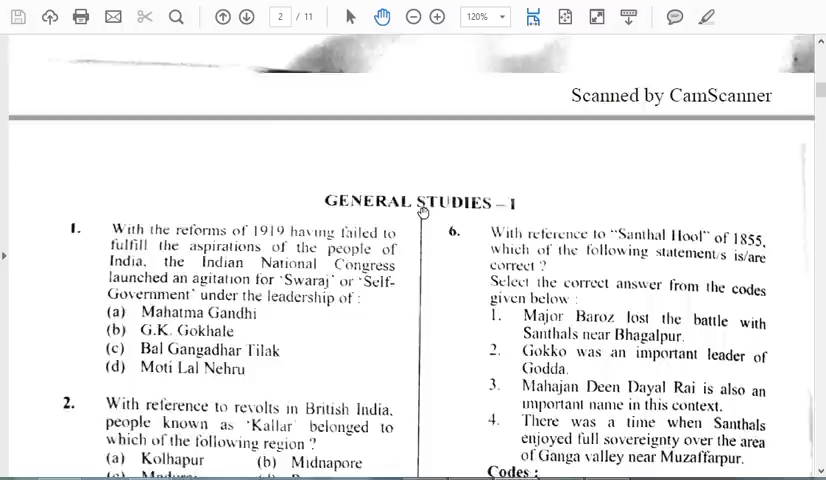 2 / 11
120%
Scanned by CamScanner
GENERAL STUDIES – I
1. With the reforms of 1919 having failed to
fulfill the aspirations of the people of
India, the Indian National Congress
launched an agitation for 'Swaraj' or 'Self-
Government' under the leadership of :
(a) Mahatma Gandhi
(b) G.K. Gokhale
(c) Bal Gangadhar Tilak
(d) Moti Lal Nehru
2. With reference to revolts in British India,
people known as 'Kallar' belonged to
which of the following region ?
(a) Kolhapur (b) Midnapore
6. With reference to "Santhal Hool" of 1855,
which of the following statement/s is/are
correct ?
Select the correct answer from the codes
given below :
1. Major Baroz lost the battle with
Santhals near Bhagalpur.
2. Gokko was an important leader of
Godda.
3. Mahajan Deen Dayal Rai is also an
important name in this context.
4. There was a time when Santhals
enjoyed full sovereignty over the area
of Ganga valley near Muzaffarpur.
Codes :